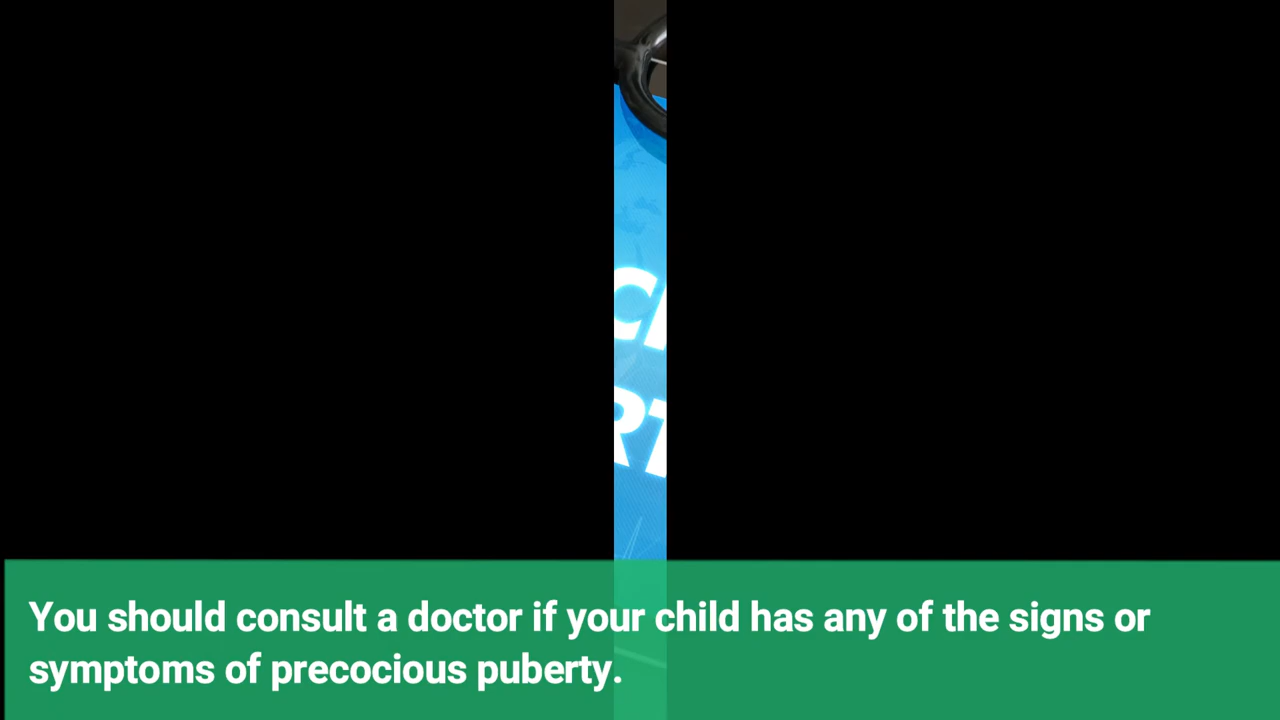 You should consult a doctor if your child has any of the signs or
symptoms of precocious puberty.